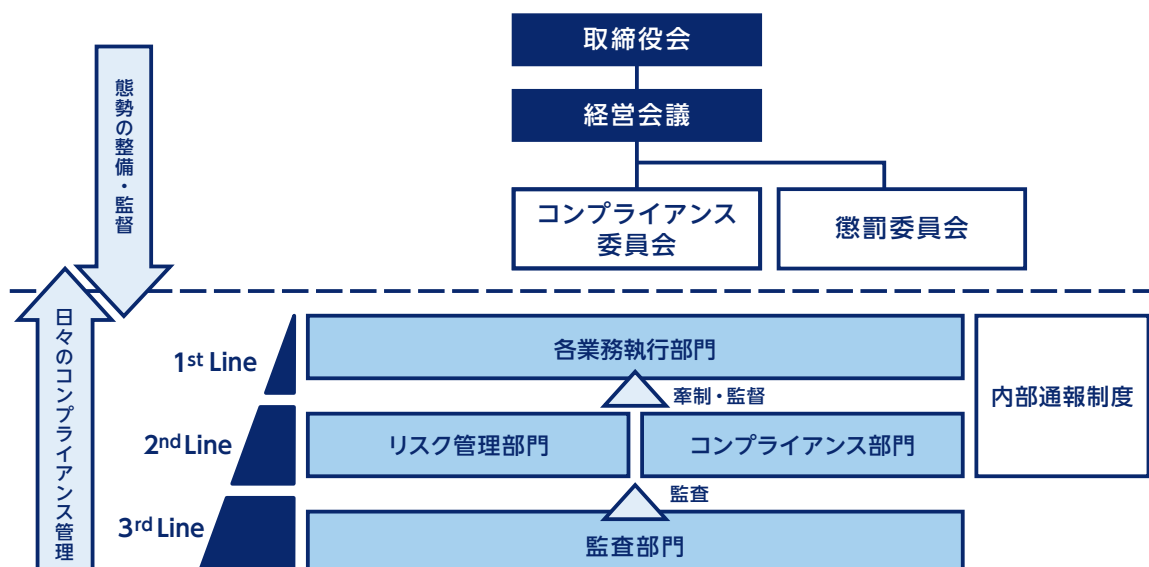 取締役会
経営会議
コンプライアンス
委員会
懲罰委員会
態勢の整備・監督
日々のコンプライアンス管理
1st Line
各業務執行部門
牽制・監督
内部通報制度
2nd Line
リスク管理部門
コンプライアンス部門
監査
3rd Line
監査部門